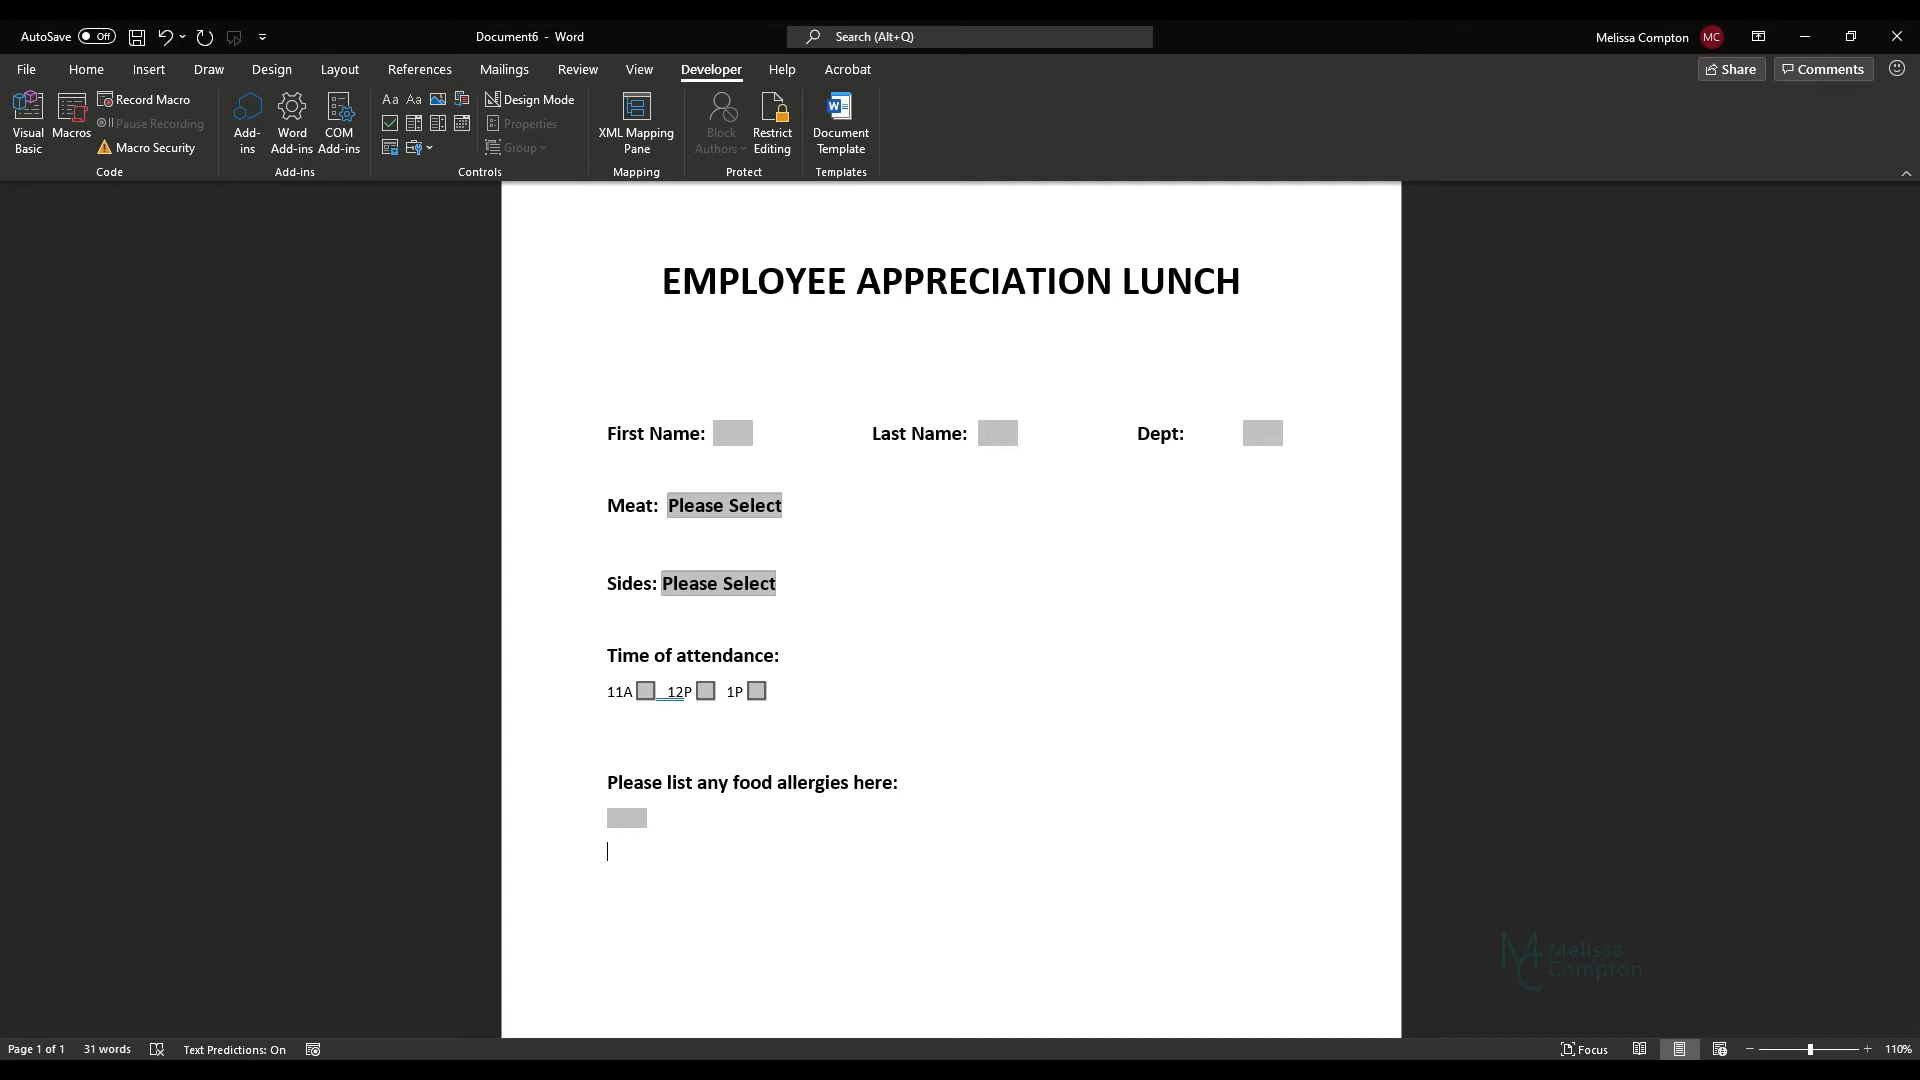 AutoSave Off Document6 - Word Search (Alt+Q) Melissa Compton MC
File Home Insert Draw Design Layout References Mailings Review View Developer Help Acrobat Share Comments
Visual Basic
Macros
Record Macro
Pause Recording
Macro Security
Code
Add-ins
Word Add-ins
COM Add-ins
Add-ins
Aa Aa
Design Mode
Properties
Group
Controls
XML Mapping Pane
Mapping
Block Authors
Restrict Editing
Protect
Document Template
Templates
EMPLOYEE APPRECIATION LUNCH
First Name: Last Name: Dept:
Meat: Please Select
Sides: Please Select
Time of attendance:
11A 12P 1P
Please list any food allergies here:
MC Melissa
Compton
Page 1 of 1 31 words Text Predictions: On Focus 110%